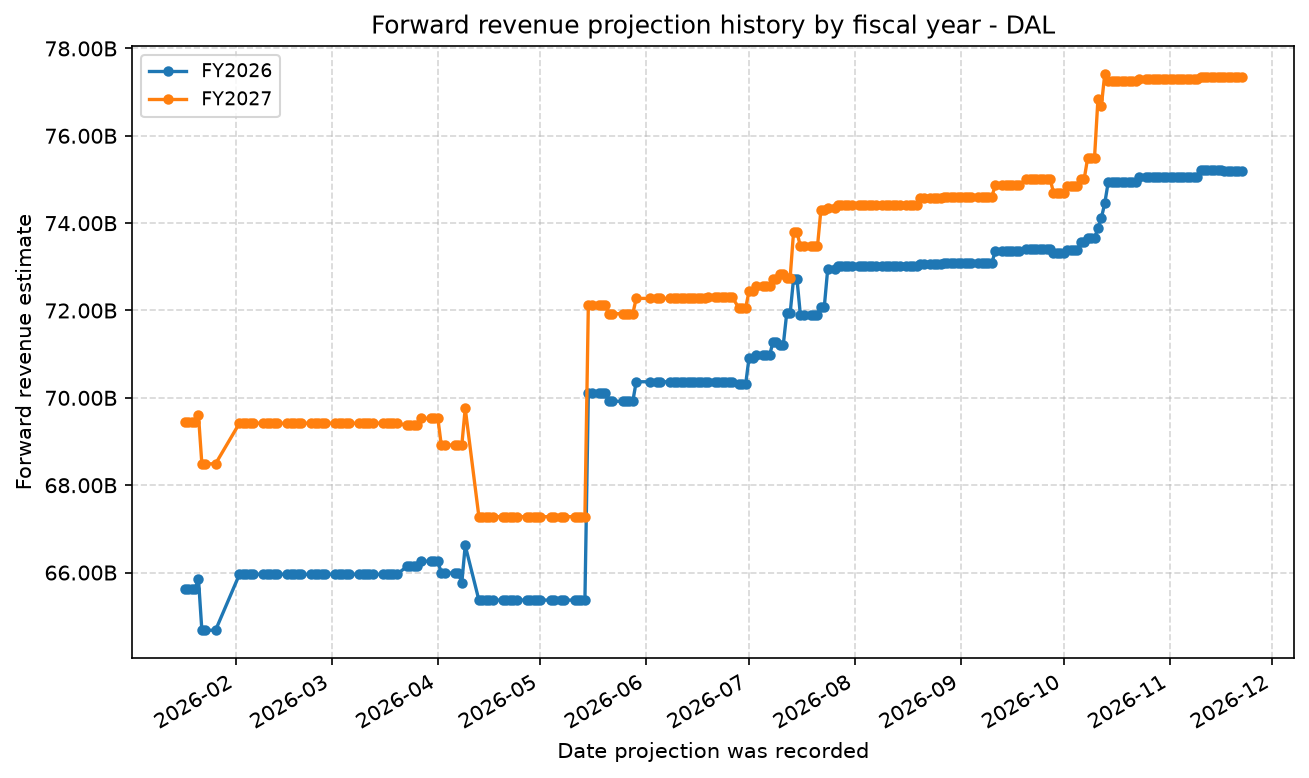 Forward revenue projection history by fiscal year - DAL
78.00B
76.00B
74.00B
72.00B
70.00B
68.00B
66.00B
Forward revenue estimate
FY2026
FY2027
2026-02
2026-03
2026-04
2026-05
2026-06
2026-07
2026-08
2026-09
2026-10
2026-11
2026-12
Date projection was recorded